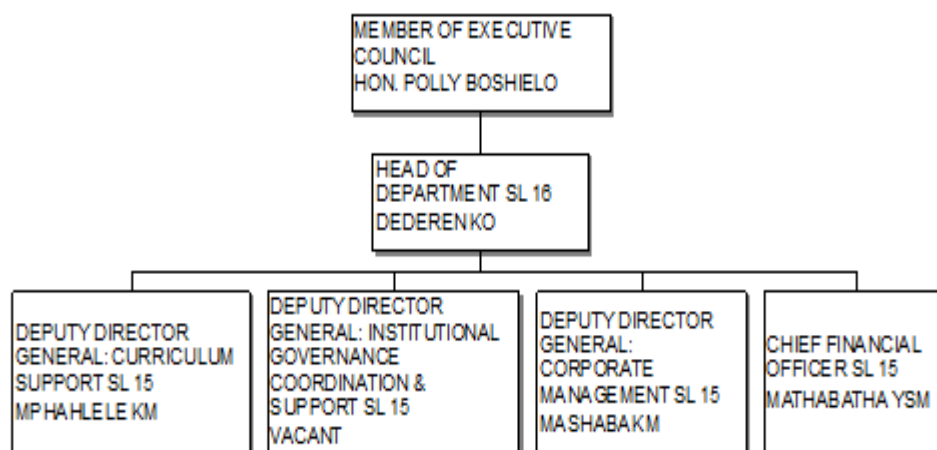 MEMBER OF EXECUTIVE
COUNCIL
HON. POLLY BOSHIELO
HEAD OF
DEPARTMENT SL 16
DEDEREN KO
DEPUTY DIRECTOR
GENERAL: CURRICULUM
SUPPORT SL 15
MPHAHLELE KM
DEPUTY DIRECTOR
GENERAL: INSTITUTIONAL
GOVERNANCE
COORDINATION &
SUPPORT SL 15
VACANT
DEPUTY DIRECTOR
GENERAL:
CORPORATE
MANAGEMENT SL 15
MASHABA KM
CHIEF FINANCIAL
OFFICER SL 15
MATHABATHA YSM